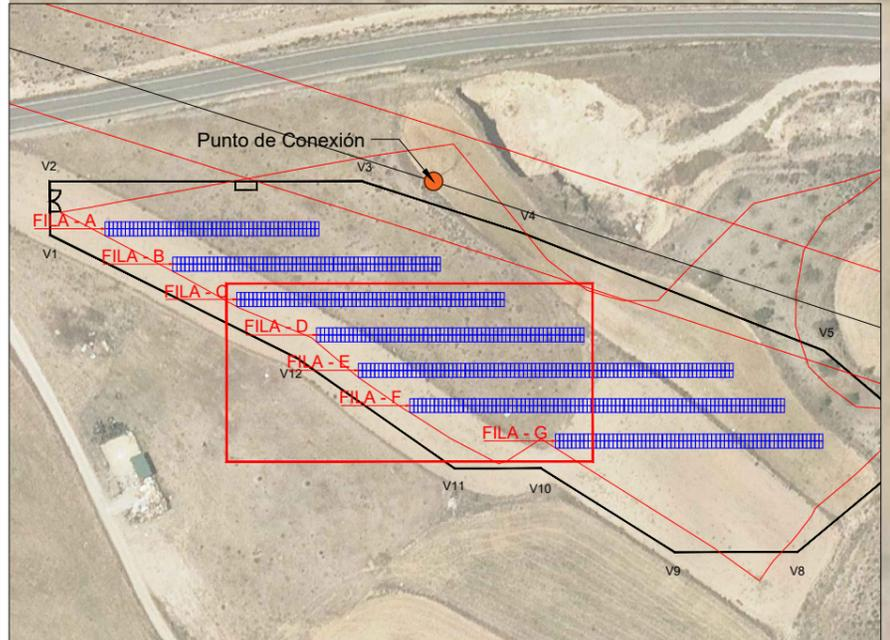 Punto de Conexión
V2
V3
V4
FILA - A
V1
FILA - B
FILA - C
FILA - D
V5
FILA - E
V12
FILA - F
FILA - G
V11
V10
V9
V8